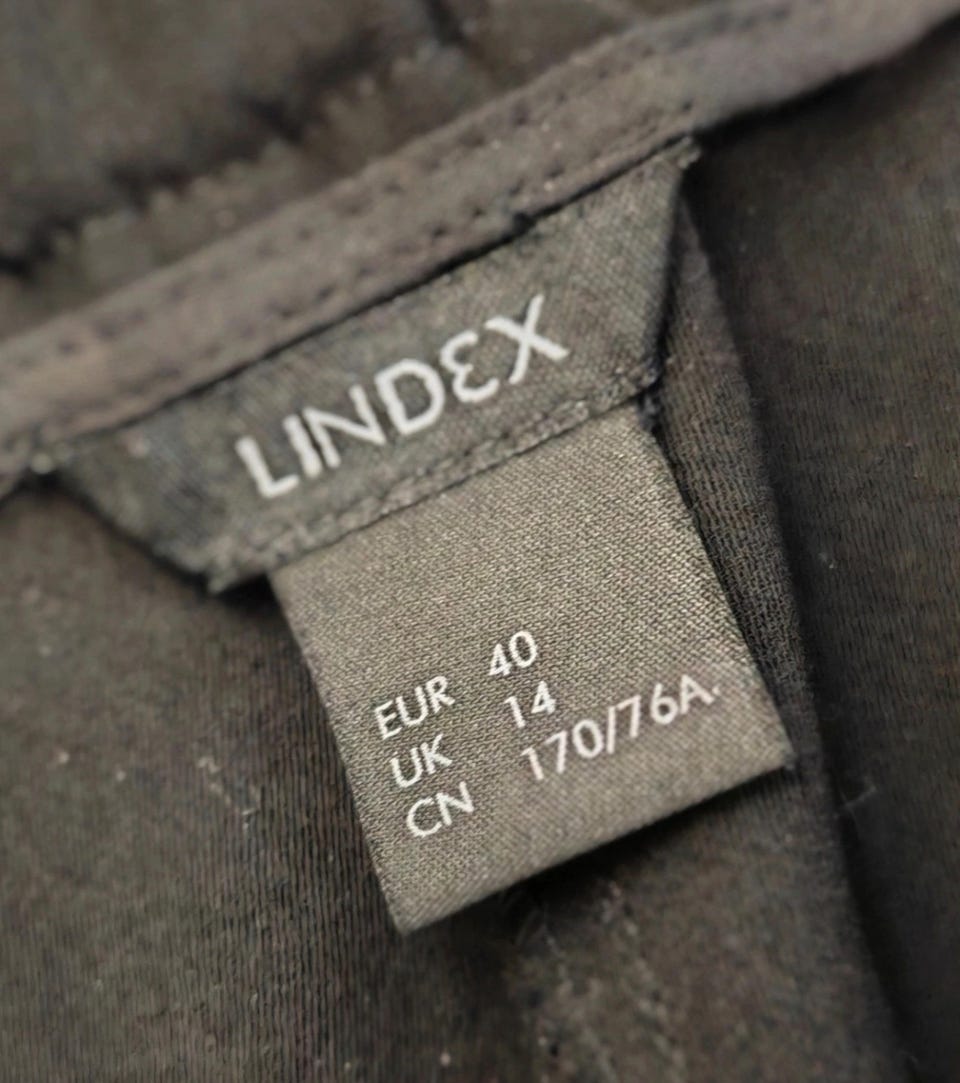 LINDEX
EUR 40
UK 14
CN 170/76A.